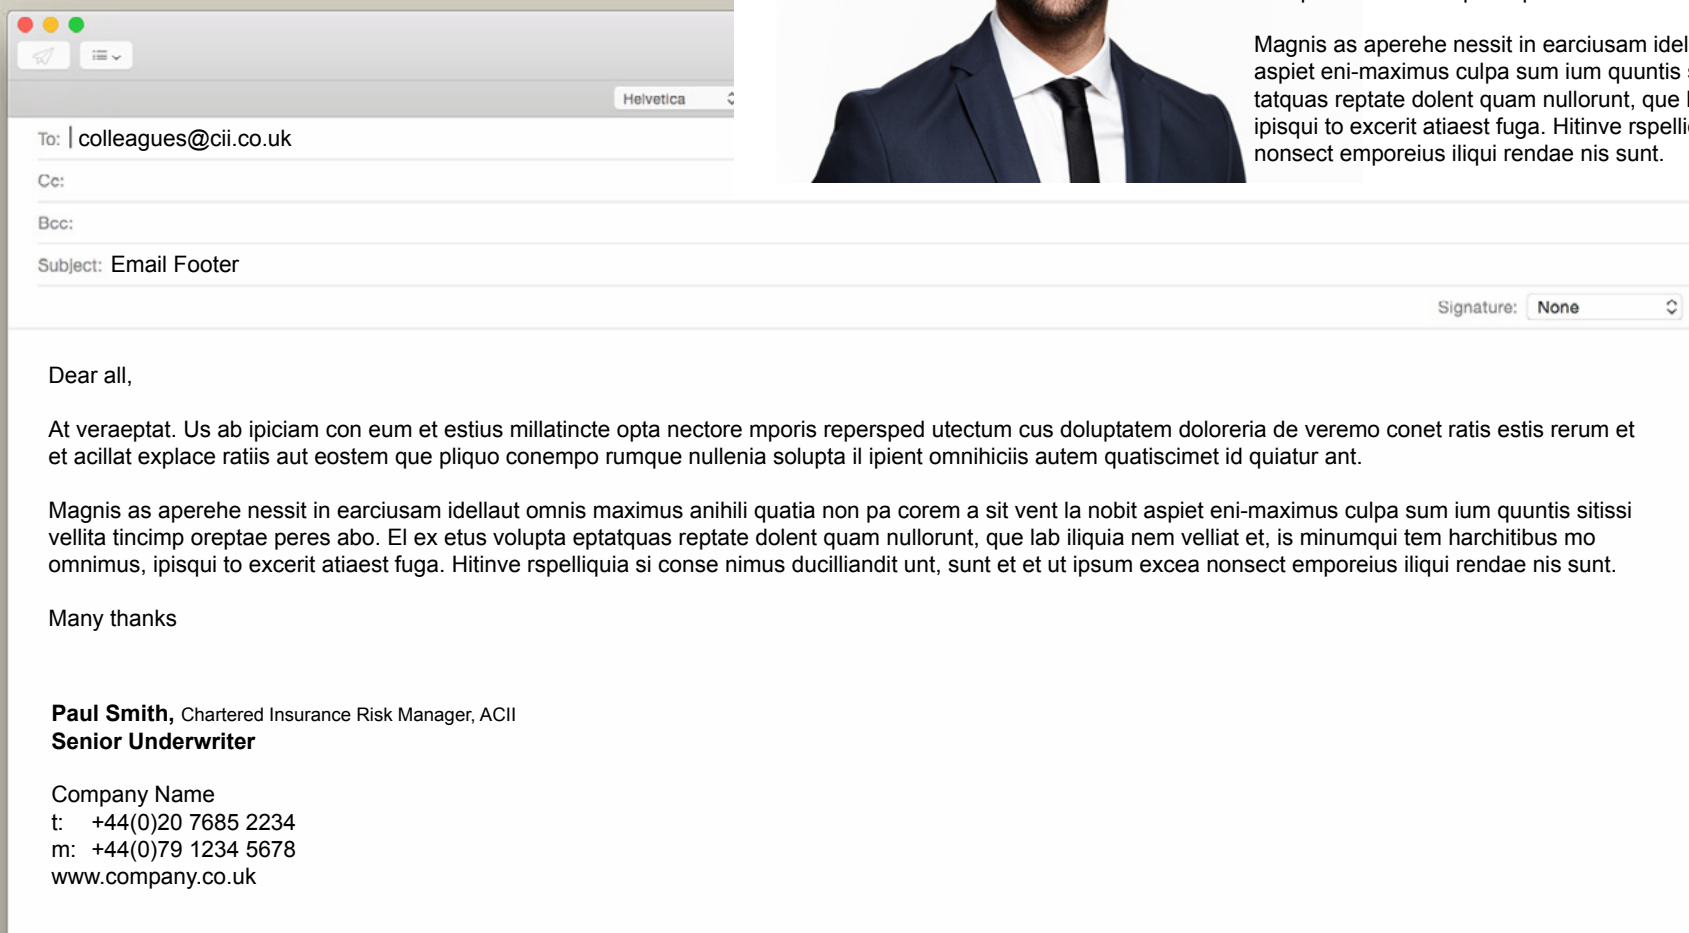 Helvetica
To: colleagues@cii.co.uk
Cc:
Bcc:
Subject: Email Footer
Signature: None
Magnis as aperehe nessit in earciusam
aspiet eni-maximus culpa sum ium quuntis
tatquas reptate dolent quam nullorunt, que
ipisqui to excerit atiaest fuga. Hitinve
nonsect emporeius iliqui rendae nis sunt.
Dear all,
At veraeptat. Us ab ipiciam con eum et estius millatincte opta nectore mporis repersped utectum cus doluptatem doloreria de veremo conet ratis estis rerum et
et acillat explace ratiis aut eostem que pliquo conempo rumque nullenia solupta il ipient omnihiciis autem quatiscimet id quiatur ant.
Magnis as aperehe nessit in earciusam idellaut omnis maximus anihili quatia non pa corem a sit vent la nobit aspiet eni-maximus culpa sum ium quuntis sitissi
vellita tincimp oreptae peres abo. El ex etus volupta eptatquas reptate dolent quam nullorunt, que lab iliquia nem velliat et, is minumqui tem harchitibus mo
omnimus, ipisqui to excerit atiaest fuga. Hitinve rspelliquia si conse nimus ducilliandit unt, sunt et et ut ipsum excea nonsect emporeius iliqui rendae nis sunt.
Many thanks
Paul Smith, Chartered Insurance Risk Manager, ACII
Senior Underwriter
Company Name
t: +44(0)20 7685 2234
m: +44(0)79 1234 5678
www.company.co.uk